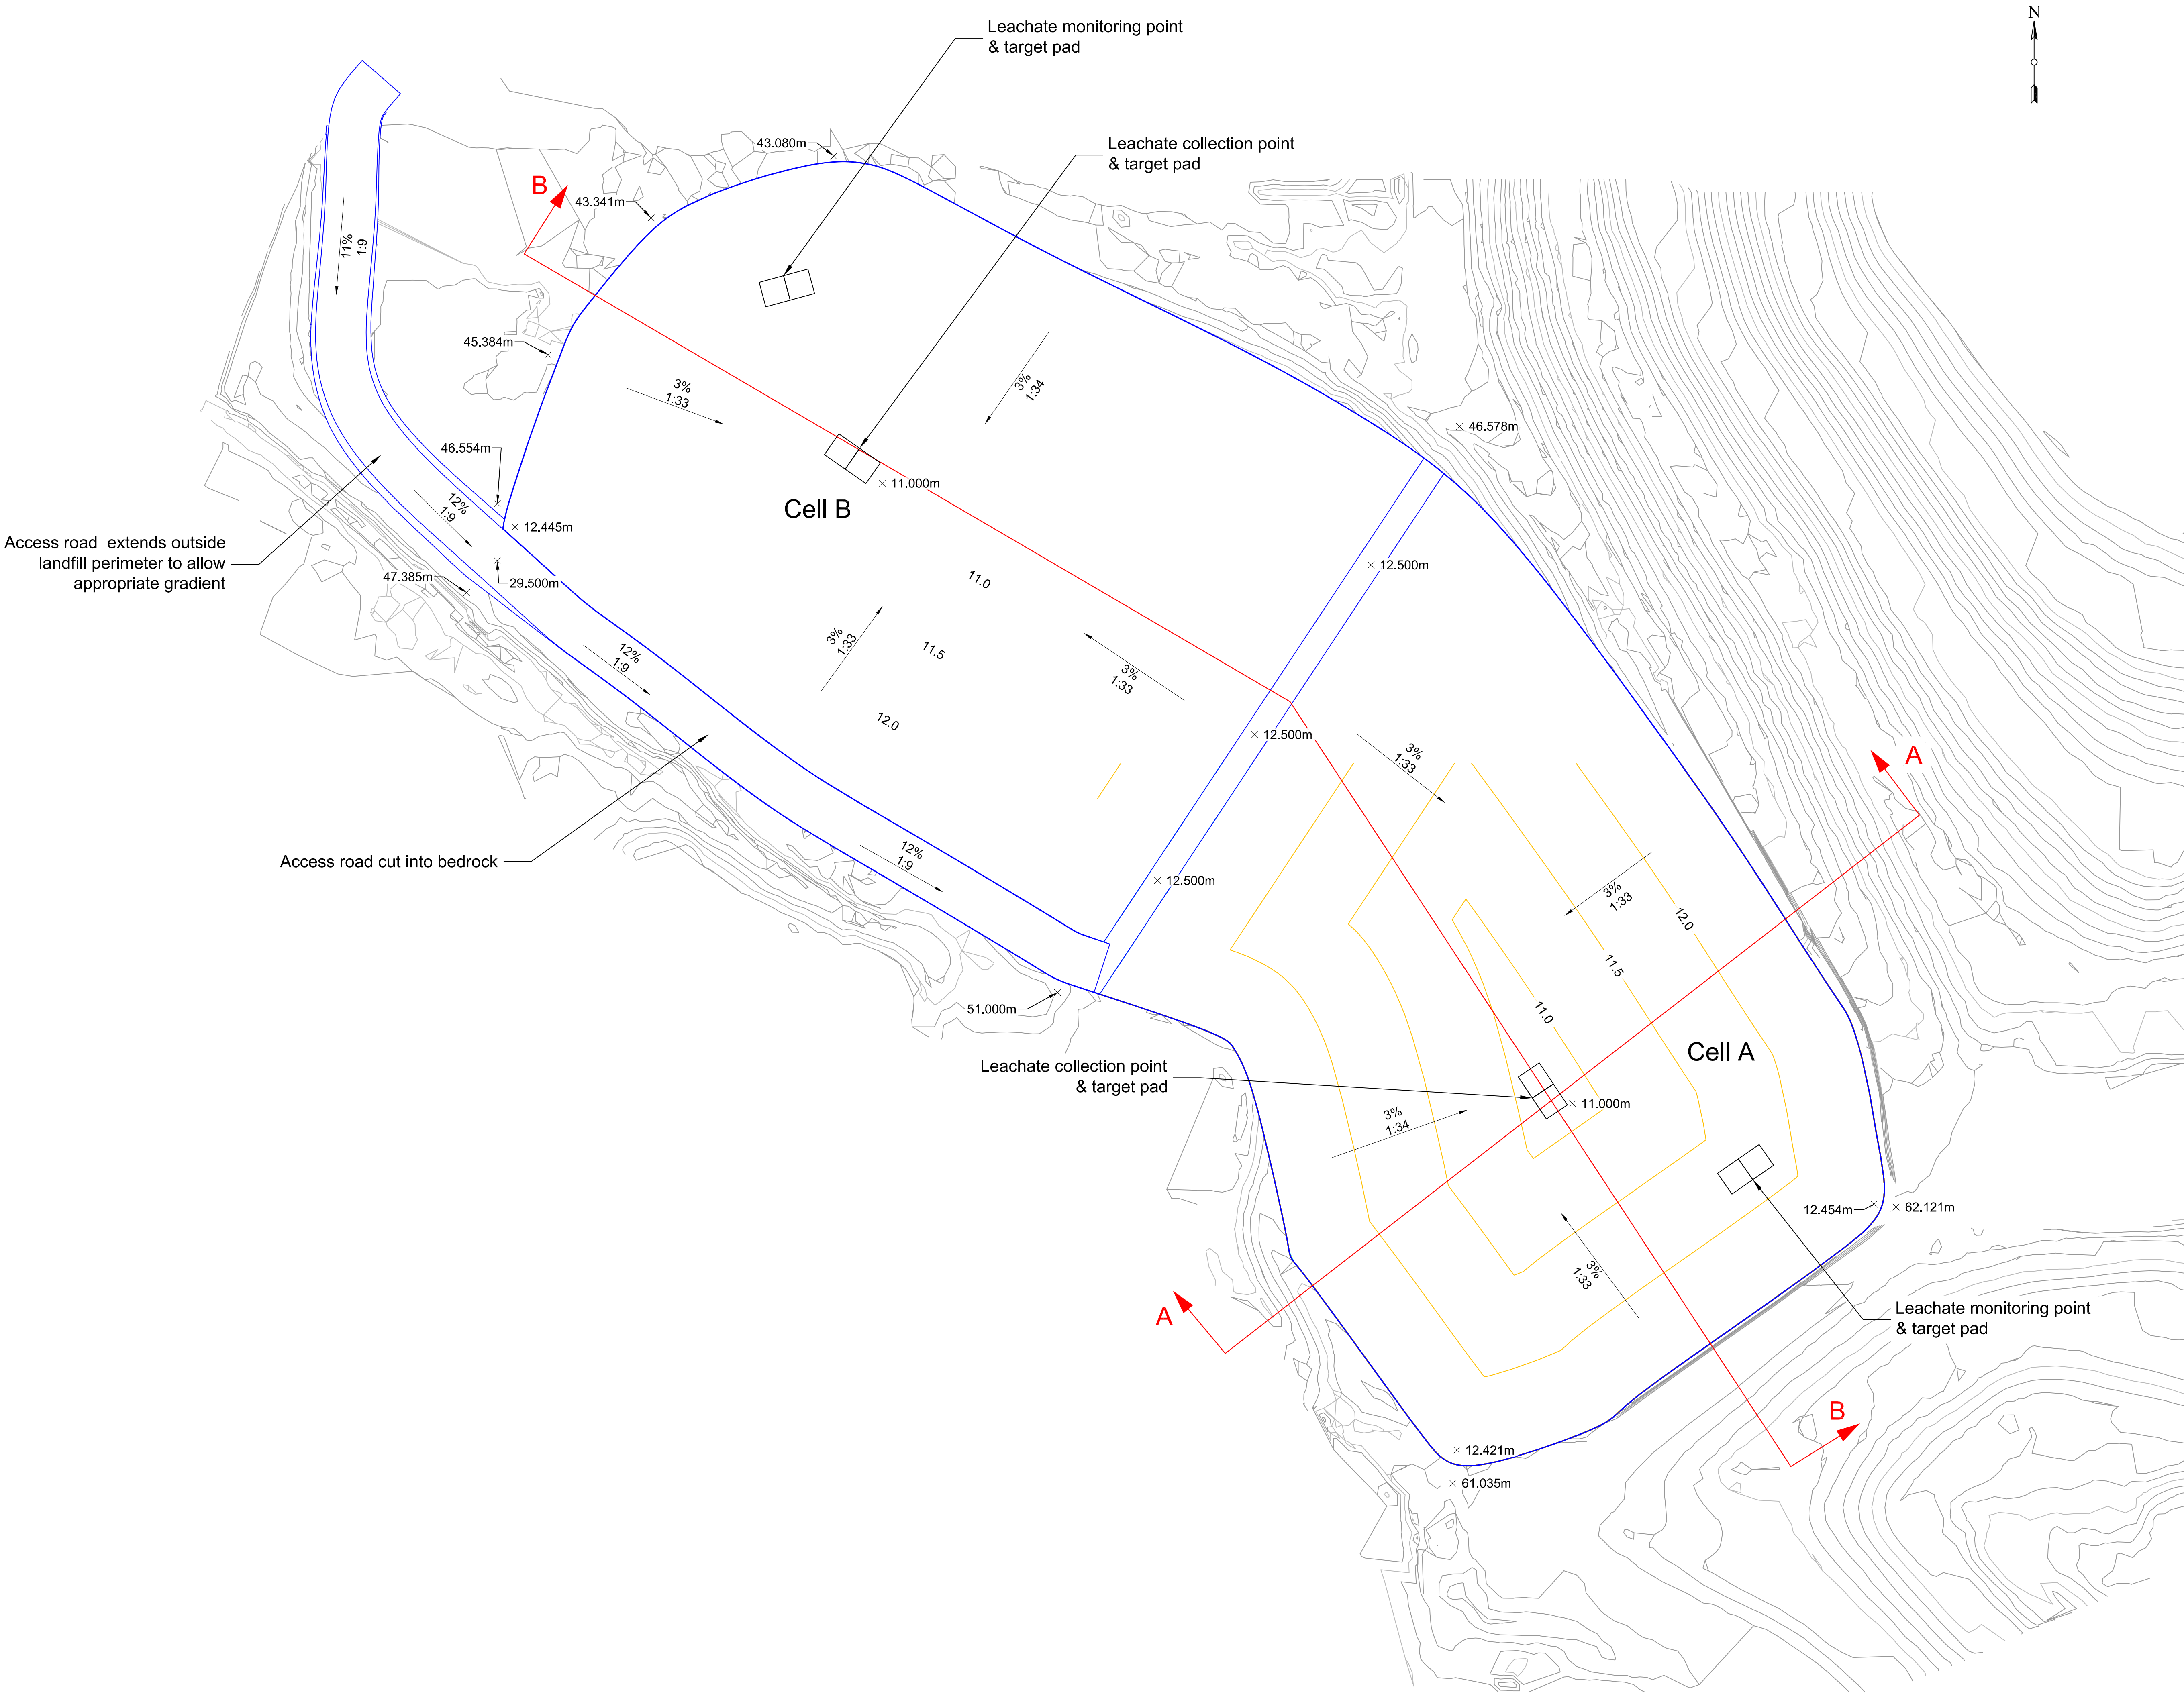 N
Leachate monitoring point
& target pad
Leachate collection point
& target pad
43.080m
B
43.341m
11%
1:9
45.384m
3%
1:33
3%
1:34
46.578m
46.554m
11.000m
Cell B
12%
1:9
12.445m
Access road extends outside
landfill perimeter to allow
appropriate gradient
29.500m
47.385m
12.500m
11.0
3%
1:33
11.5
12%
1:9
3%
1:33
12.0
12.500m
3%
1:33
A
Access road cut into bedrock
12%
1:9
12.500m
3%
1:33
12.0
11.5
51.000m
11.0
Cell A
Leachate collection point
& target pad
11.000m
3%
1:34
12.454m
62.121m
3%
1:33
A
Leachate monitoring point
& target pad
B
12.421m
61.035m